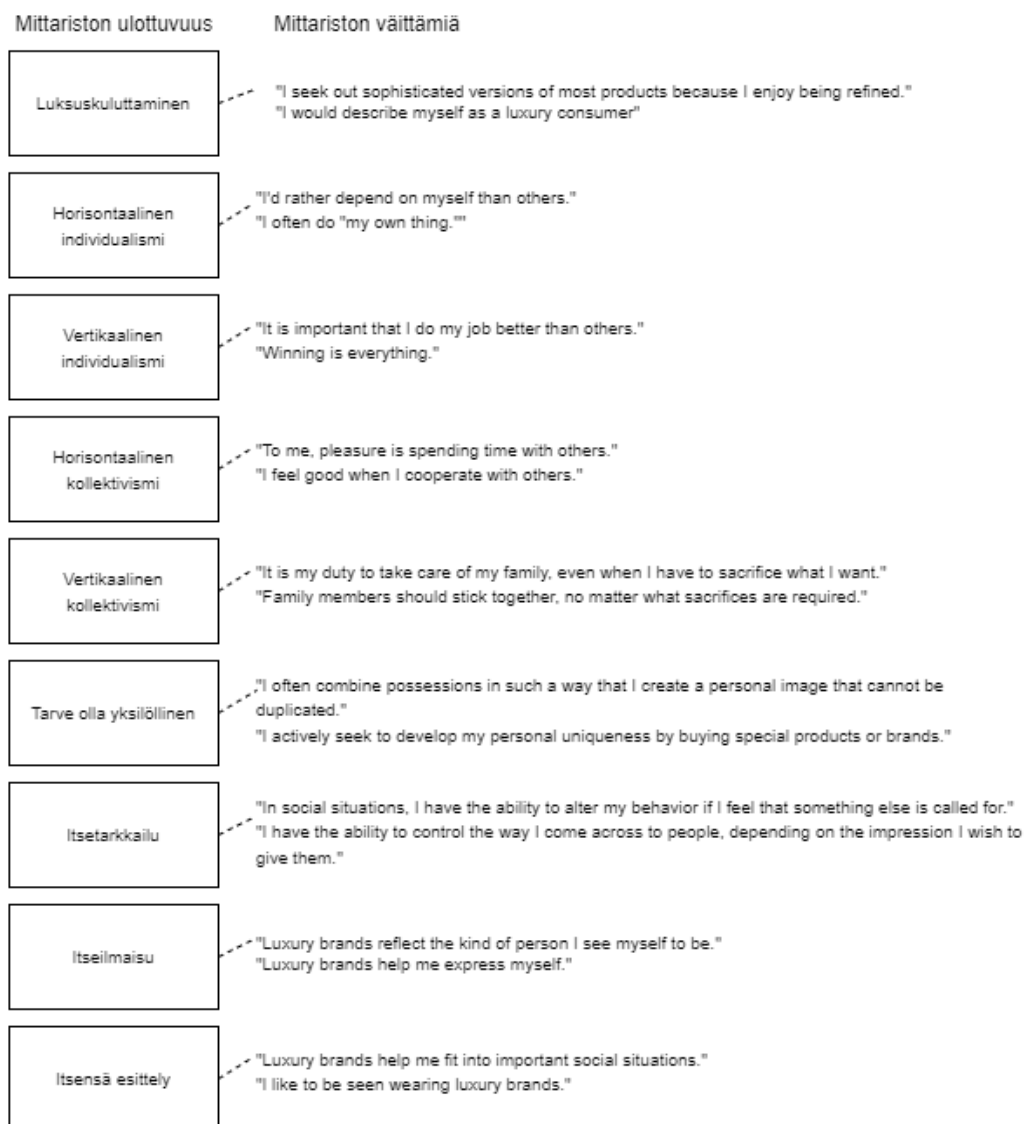 Mittariston ulottuvuus
Mittariston väittämiä
Luksuskuluttaminen
"I seek out sophisticated versions of most products because I enjoy being refined."
"I would describe myself as a luxury consumer"
Horisontaalinen
individualismi
"I'd rather depend on myself than others."
"I often do "my own thing.""
Vertikaalinen
individualismi
"It is important that I do my job better than others."
"Winning is everything."
Horisontaalinen
kollektivismi
"To me, pleasure is spending time with others."
"I feel good when I cooperate with others."
Vertikaalinen
kollektivismi
"It is my duty to take care of my family, even when I have to sacrifice what I want."
"Family members should stick together, no matter what sacrifices are required."
Tarve olla yksilöllinen
"I often combine possessions in such a way that I create a personal image that cannot be
duplicated."
"I actively seek to develop my personal uniqueness by buying special products or brands."
Itsetarkkailu
"In social situations, I have the ability to alter my behavior if I feel that something else is called for."
"I have the ability to control the way I come across to people, depending on the impression I wish to
give them."
Itseilmaisu
"Luxury brands reflect the kind of person I see myself to be."
"Luxury brands help me express myself."
Itsensä esittely
"Luxury brands help me fit into important social situations."
"I like to be seen wearing luxury brands."